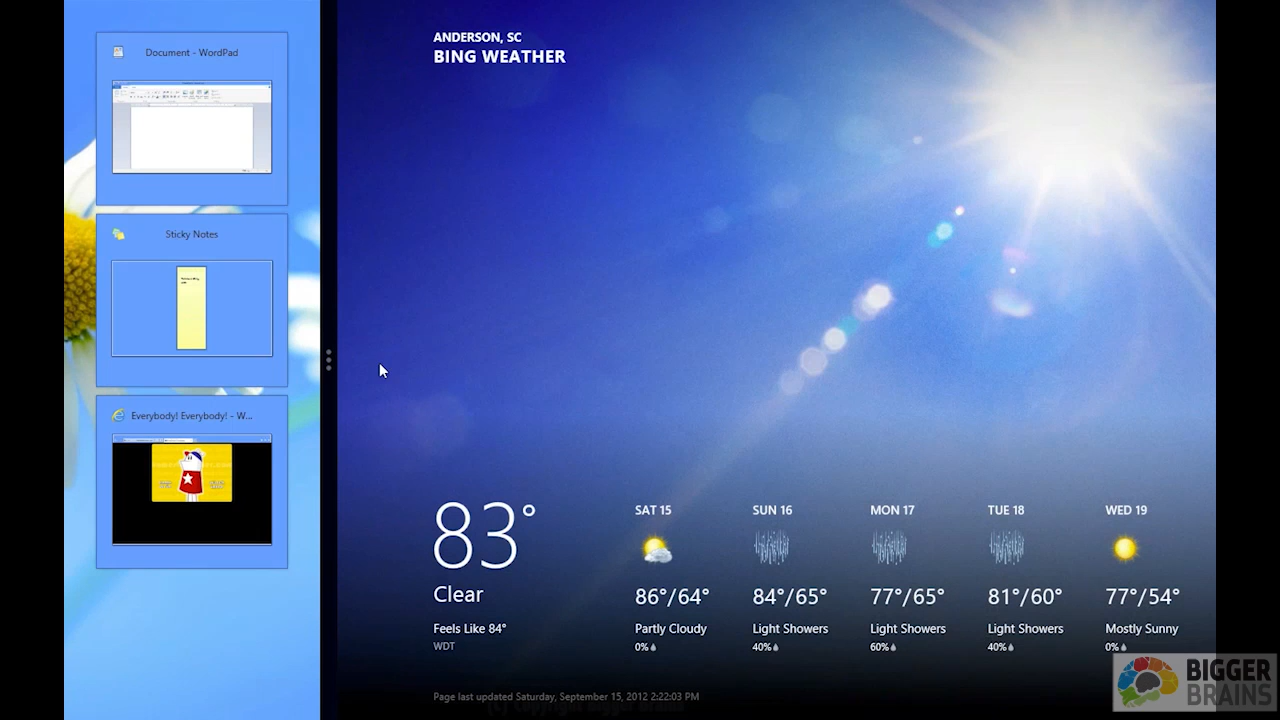 Document - WordPad
Sticky Notes
Everybody! Everybody! - W...
ANDERSON, SC
BING WEATHER
83°
Clear
Feels Like 84°
WDT
SAT 15
86°/64°
Partly Cloudy
0%
SUN 16
84°/65°
Light Showers
40%
MON 17
77°/65°
Light Showers
60%
TUE 18
81°/60°
Light Showers
40%
WED 19
77°/54°
Mostly Sunny
0%
Page last updated Saturday, September 15, 2012 2:22:03 PM
(C) Copyright Bigger Brains
BIGGER
BRAINS